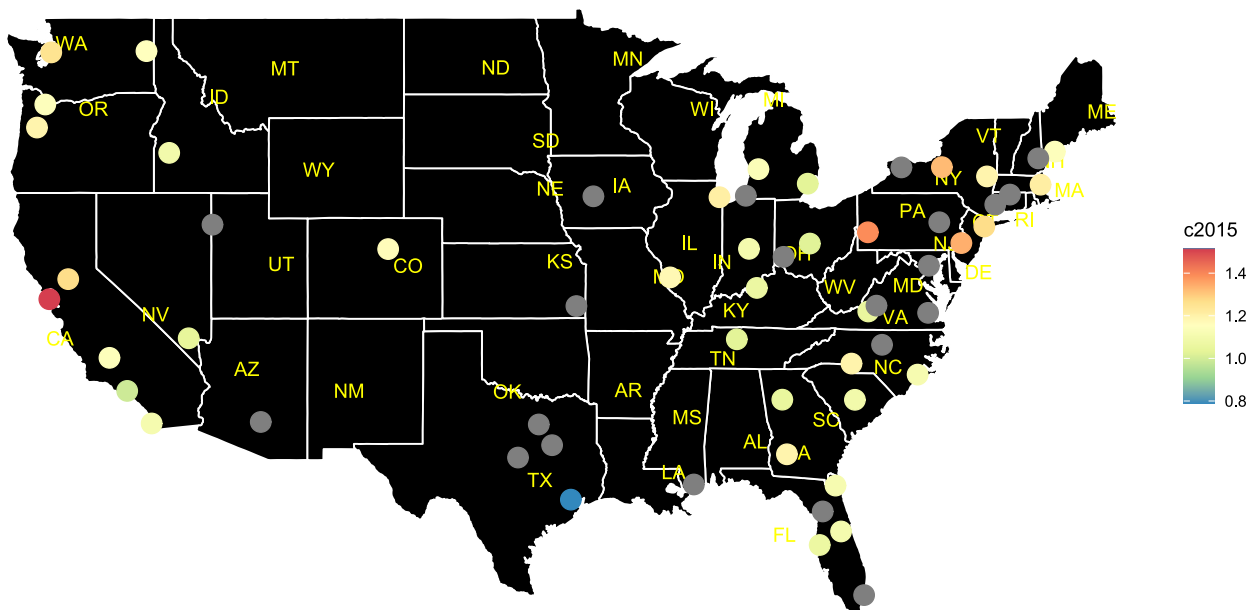 WA
MT
ND
MN
ME
OR
ID
WI
MI
VT
SD
WY
NE
IA
NY
MA
PA
RI
UT
CO
KS
IL
IN
OH
DE
NV
CA
MD
WV
KY
VA
AZ
NM
OK
AR
TN
NC
MS
AL
SC
TX
LA
FL
c2015
1.4
1.2
1.0
0.8